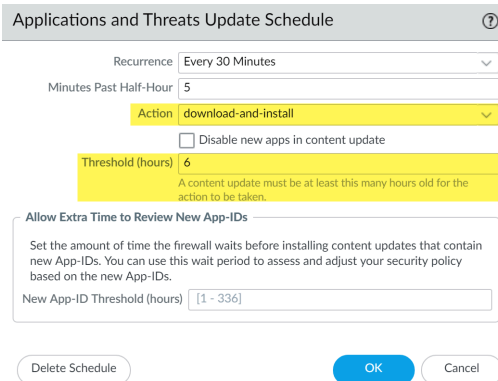 Applications and Threats Update Schedule ?
Recurrence Every 30 Minutes
Minutes Past Half-Hour 5
Action download-and-install
Disable new apps in content update
Threshold (hours) 6
A content update must be at least this many hours old for the
action to be taken.
Allow Extra Time to Review New App-IDs
Set the amount of time the firewall waits before installing content updates that contain
new App-IDs. You can use this wait period to assess and adjust your security policy
based on the new App-IDs.
New App-ID Threshold (hours) [1 - 336]
Delete Schedule OK Cancel